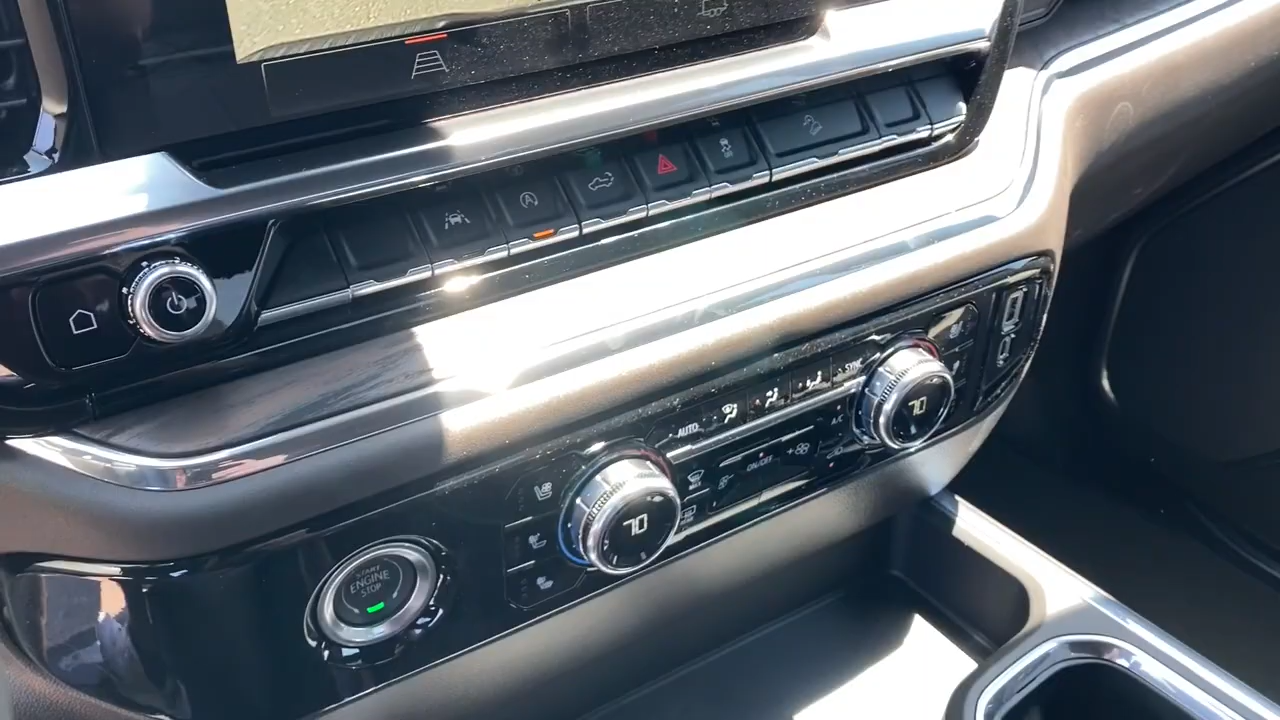 AUTO
SYNC
A/C
ON/OFF
70
70
START
ENGINE
STOP